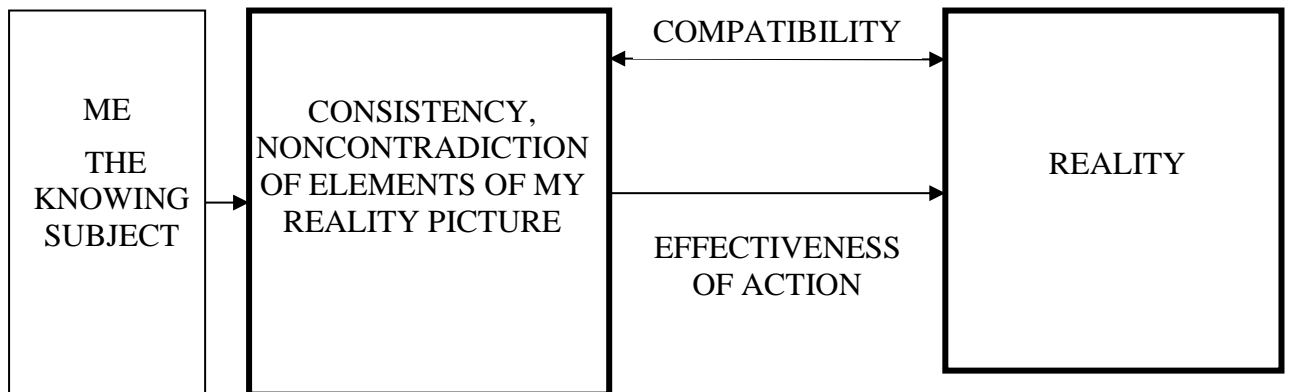 ME
THE
KNOWING
SUBJECT
CONSISTENCY,
NONCONTRADICTION
OF ELEMENTS OF MY
REALITY PICTURE
COMPATIBILITY
EFFECTIVENESS
OF ACTION
REALITY